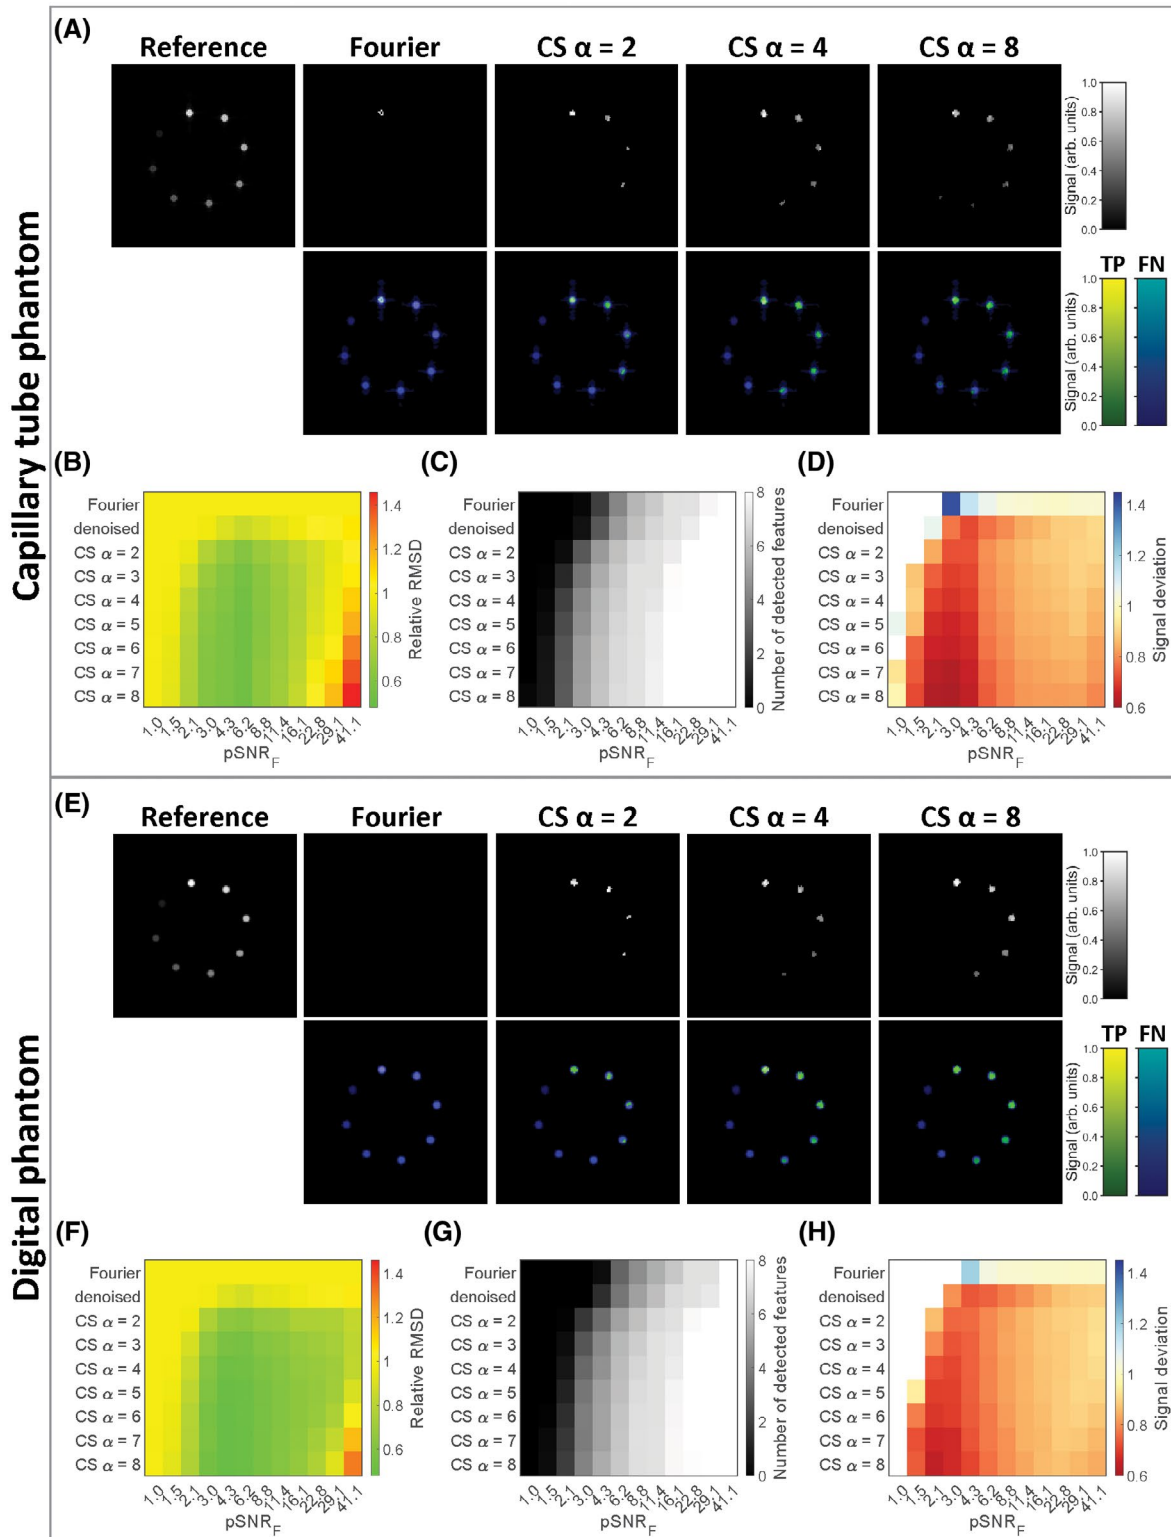 Capillary tube phantom
(A)
Reference Fourier CS α = 2 CS α = 4 CS α = 8
1.0
0.8
0.6
0.4
0.2
0.0
Signal (arb. units)
TP FN
1.0
0.8
0.6
0.4
0.2
0.0
Signal (arb. units)
(B)
Fourier
denoised
CS α = 2
CS α = 3
CS α = 4
CS α = 5
CS α = 6
CS α = 7
CS α = 8
1.0 1.5 2.1 3.0 4.3 6.2 8.8 11.4 16.1 22.8 29.1 41.1
pSNR_F
1.4
1.2
1
0.8
0.6
Relative RMSD
(C)
Fourier
denoised
CS α = 2
CS α = 3
CS α = 4
CS α = 5
CS α = 6
CS α = 7
CS α = 8
1.0 1.5 2.1 3.0 4.3 6.2 8.8 11.4 16.1 22.8 29.1 41.1
pSNR_F
8
6
4
2
0
Number of detected features
(D)
Fourier
denoised
CS α = 2
CS α = 3
CS α = 4
CS α = 5
CS α = 6
CS α = 7
CS α = 8
1.0 1.5 2.1 3.0 4.3 6.2 8.8 11.4 16.1 22.8 29.1 41.1
pSNR_F
1.4
1.2
1
0.8
0.6
Signal deviation
Digital phantom
(E)
Reference Fourier CS α = 2 CS α = 4 CS α = 8
1.0
0.8
0.6
0.4
0.2
0.0
Signal (arb. units)
TP FN
1.0
0.8
0.6
0.4
0.2
0.0
Signal (arb. units)
(F)
Fourier
denoised
CS α = 2
CS α = 3
CS α = 4
CS α = 5
CS α = 6
CS α = 7
CS α = 8
1.0 1.5 2.1 3.0 4.3 6.2 8.8 11.4 16.1 22.8 29.1 41.1
pSNR_F
1.4
1.2
1
0.8
0.6
Relative RMSD
(G)
Fourier
denoised
CS α = 2
CS α = 3
CS α = 4
CS α = 5
CS α = 6
CS α = 7
CS α = 8
1.0 1.5 2.1 3.0 4.3 6.2 8.8 11.4 16.1 22.8 29.1 41.1
pSNR_F
8
6
4
2
0
Number of detected features
(H)
Fourier
denoised
CS α = 2
CS α = 3
CS α = 4
CS α = 5
CS α = 6
CS α = 7
CS α = 8
1.0 1.5 2.1 3.0 4.3 6.2 8.8 11.4 16.1 22.8 29.1 41.1
pSNR_F
1.4
1.2
1
0.8
0.6
Signal deviation